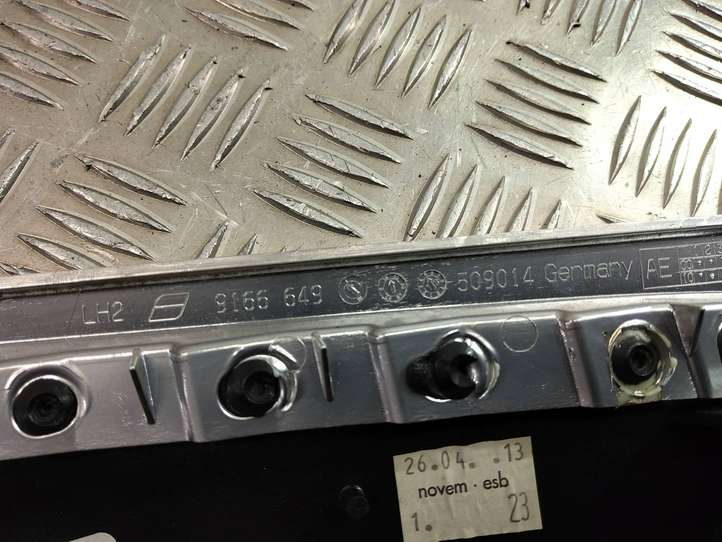 LH2 9166 649 509014 Germany AE
26.04. .13
novem·esb
1. 23